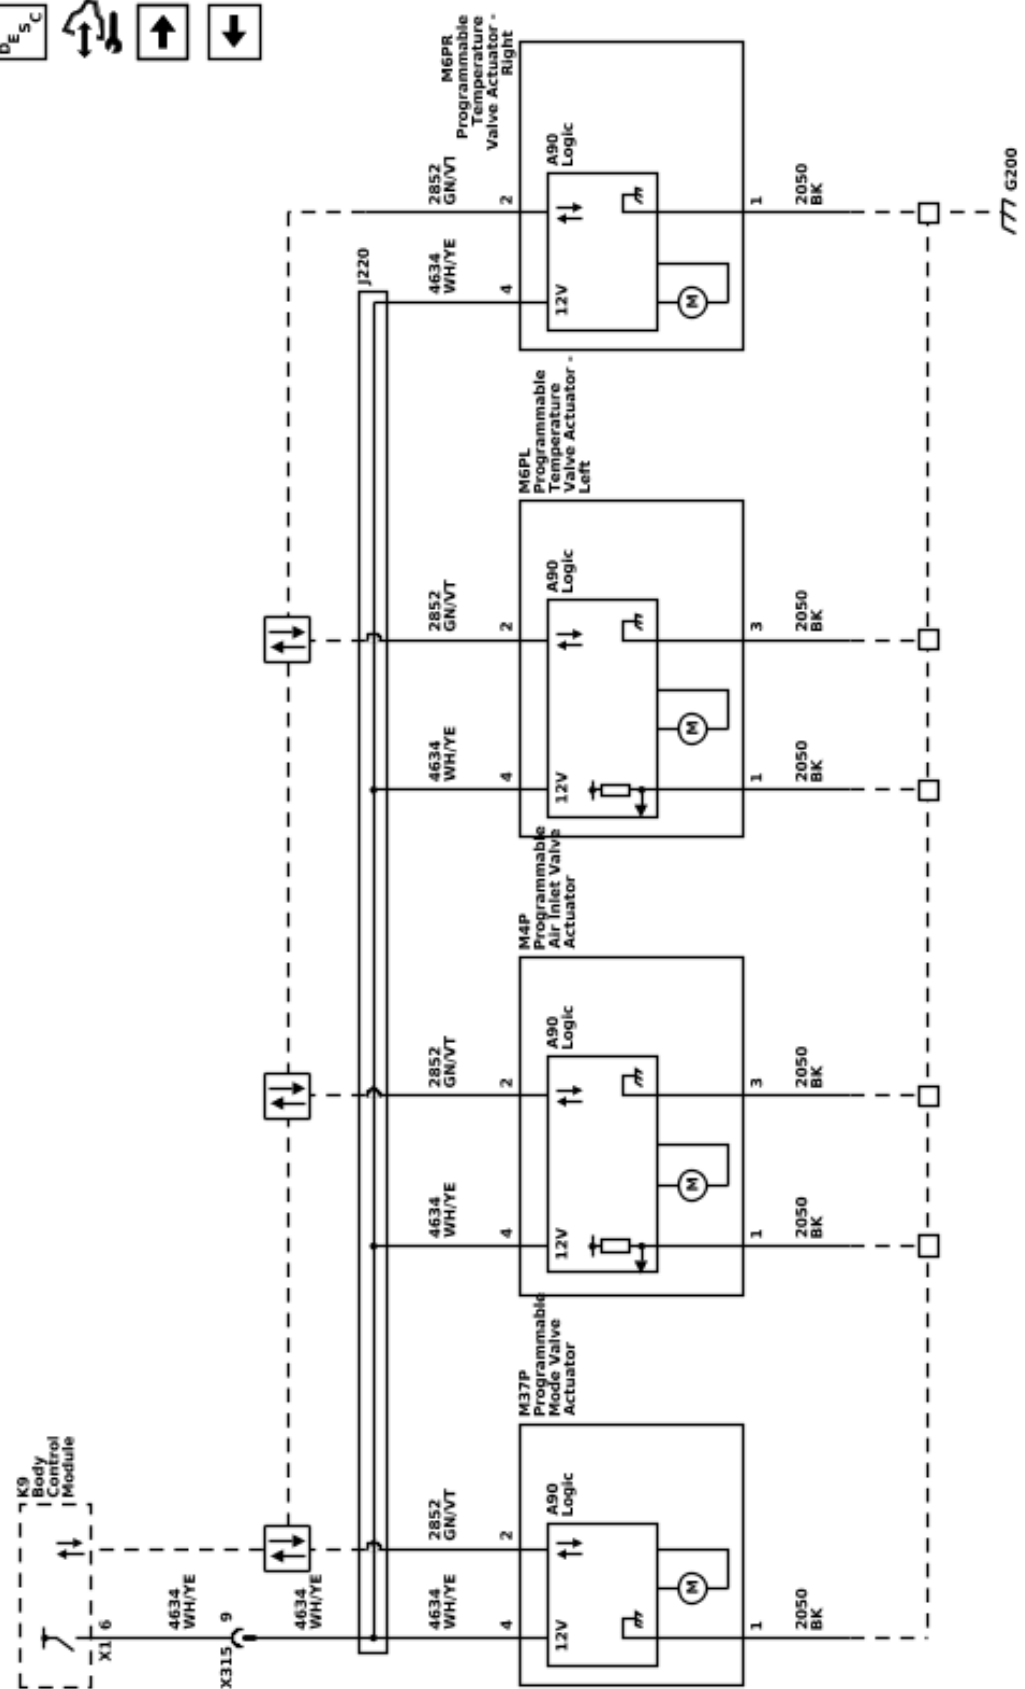 DESC
K9
Body
Control
Module
X1
6
4634
WH/YE
X315
9
4634
WH/YE
J220
4634
WH/YE
2852
GN/VT
4634
WH/YE
2852
GN/VT
4634
WH/YE
2852
GN/VT
4634
WH/YE
2852
GN/VT
M37P
Programmable
Mode Valve
Actuator
4
2
12V
A90
Logic
M
1
2050
BK
M4P
Programmable
Air Inlet Valve
Actuator
4
2
12V
A90
Logic
M
1
2050
BK
3
2050
BK
M6PL
Programmable
Temperature
Valve Actuator -
Left
4
2
12V
A90
Logic
M
1
2050
BK
3
2050
BK
M6PR
Programmable
Temperature
Valve Actuator -
Right
4
2
12V
A90
Logic
M
1
2050
BK
G200